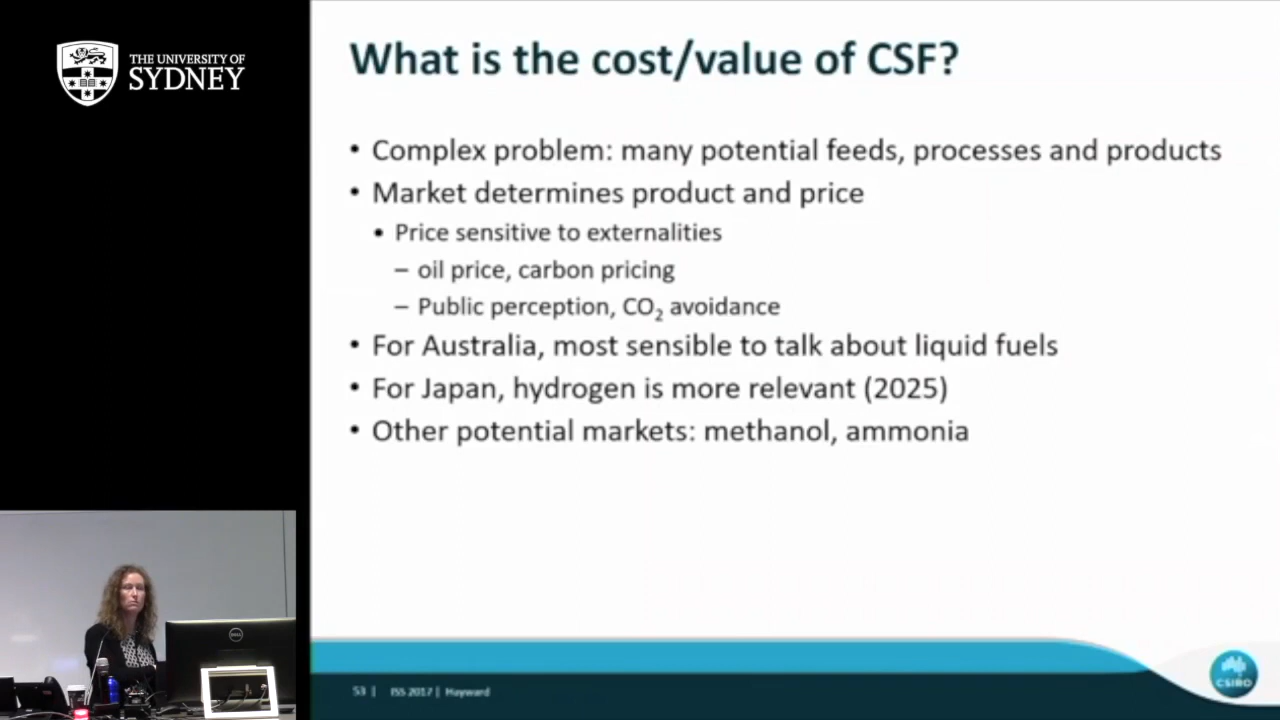 THE UNIVERSITY OF
SYDNEY
What is the cost/value of CSF?
• Complex problem: many potential feeds, processes and products
• Market determines product and price
• Price sensitive to externalities
– oil price, carbon pricing
– Public perception, CO₂ avoidance
• For Australia, most sensible to talk about liquid fuels
• For Japan, hydrogen is more relevant (2025)
• Other potential markets: methanol, ammonia
DELL
53 | ISS 2017 | Hayward
CSIRO